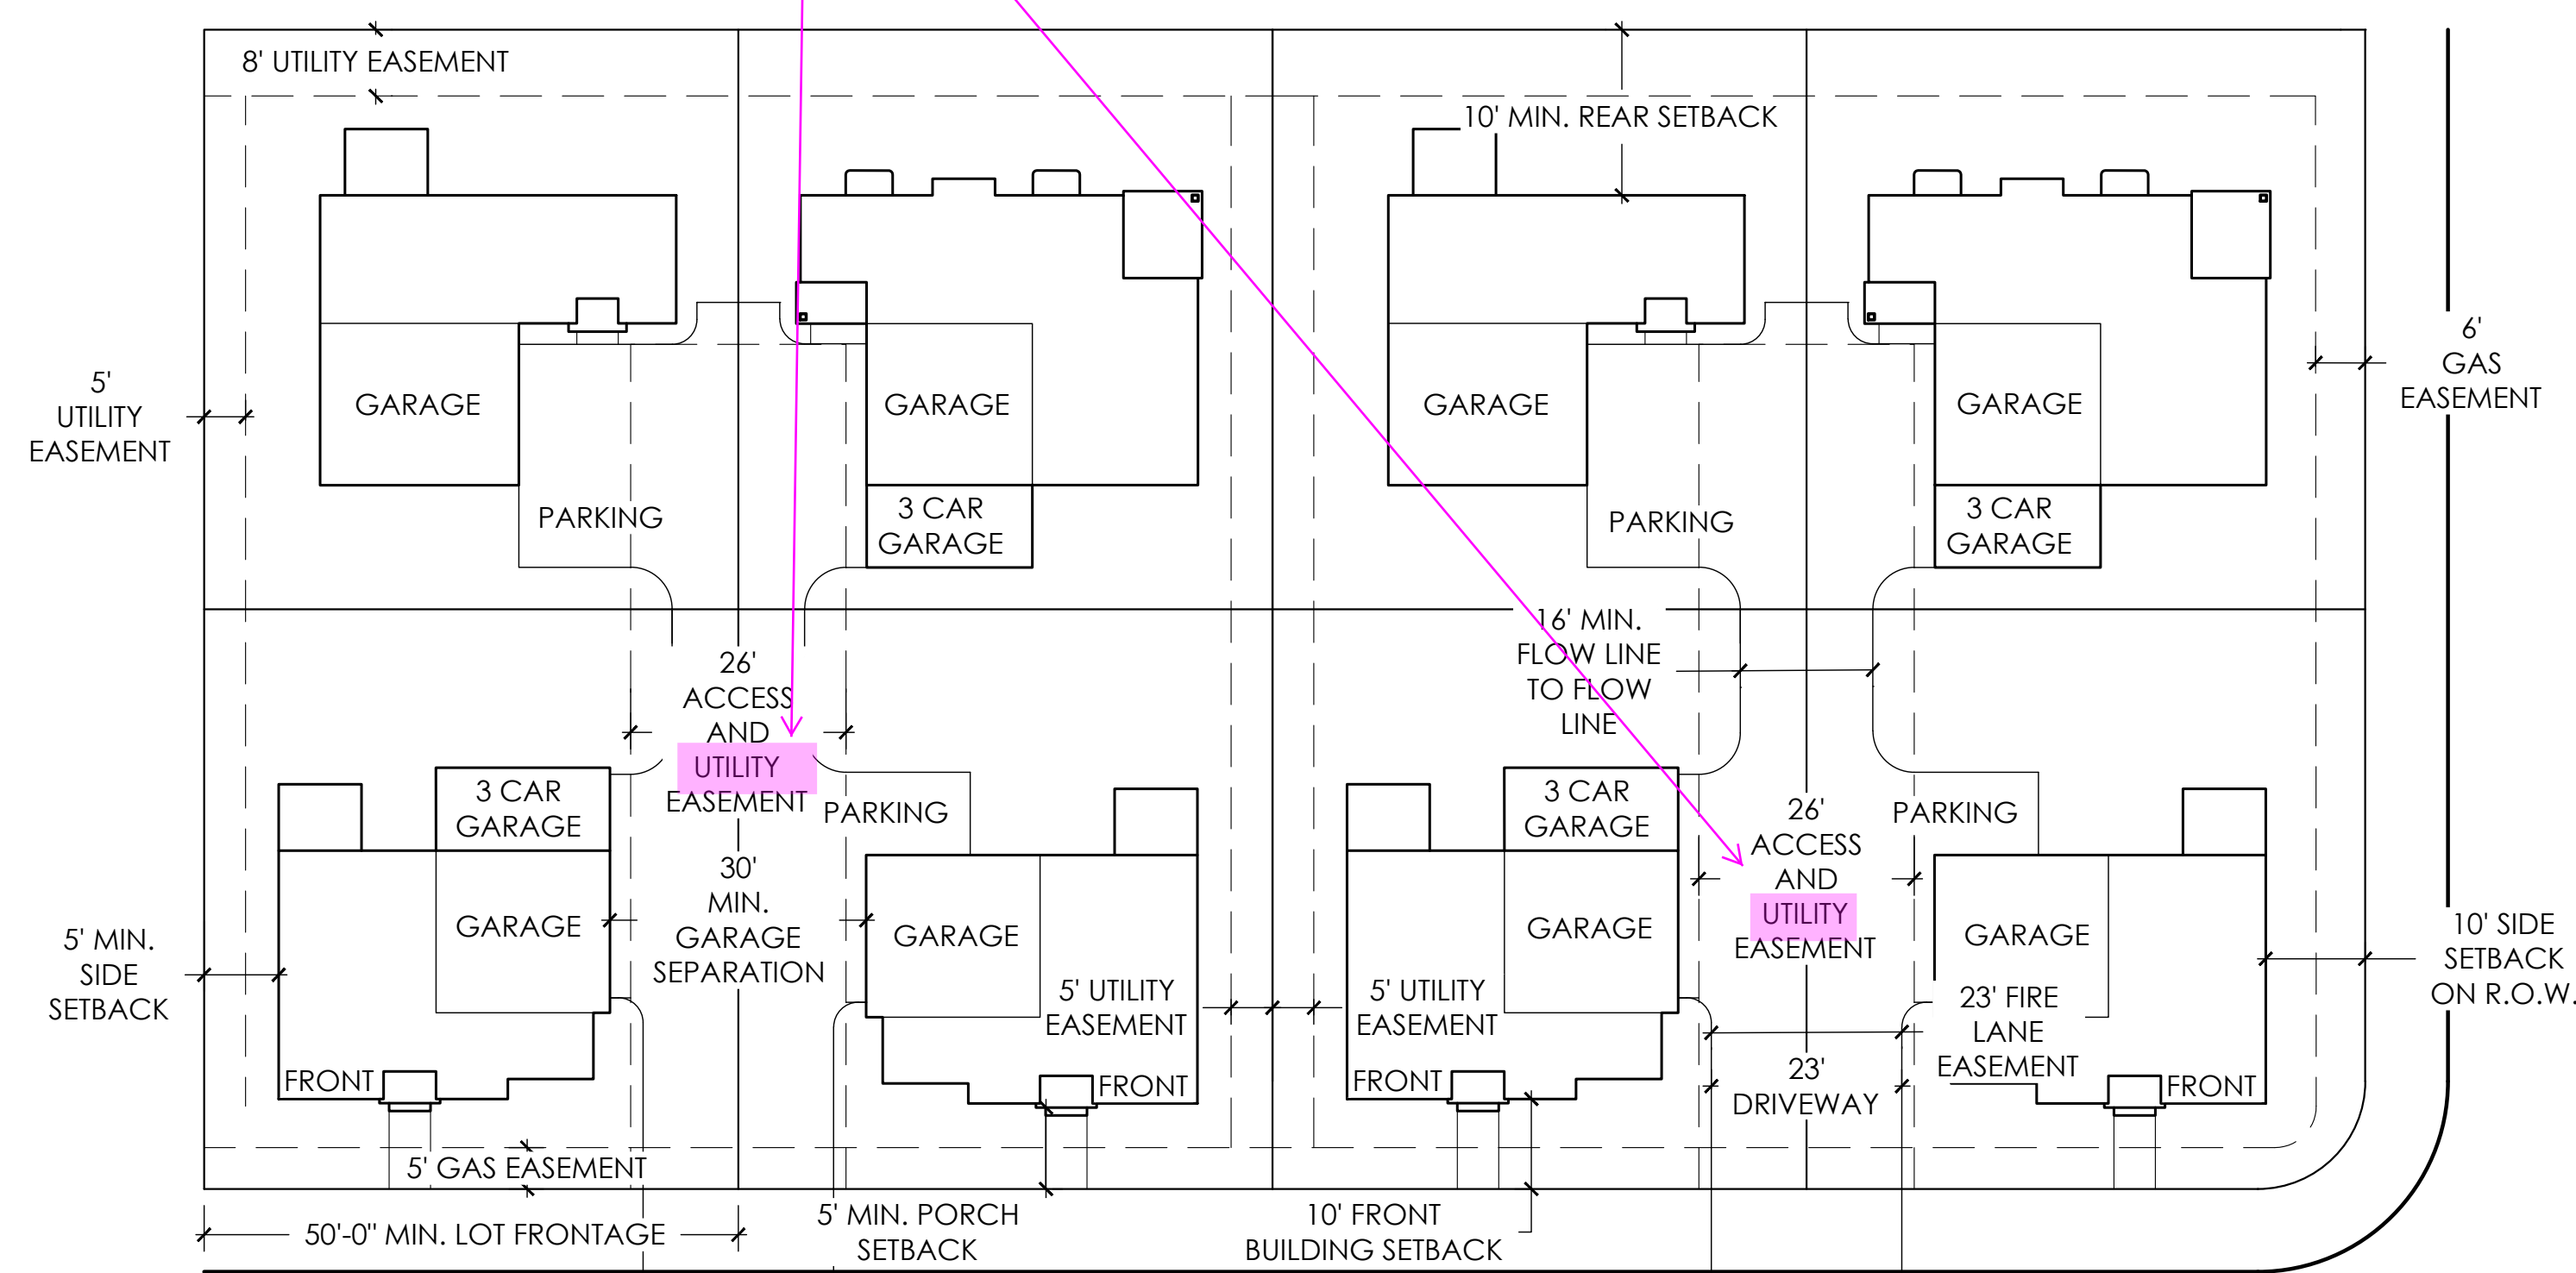 8' UTILITY EASEMENT
10' MIN. REAR SETBACK
5'
UTILITY
EASEMENT
6'
GAS
EASEMENT
GARAGE
GARAGE
GARAGE
GARAGE
PARKING
3 CAR
GARAGE
PARKING
3 CAR
GARAGE
26'
ACCESS
AND
UTILITY
EASEMENT
16' MIN.
FLOW LINE
TO FLOW
LINE
3 CAR
GARAGE
PARKING
3 CAR
GARAGE
26'
ACCESS
AND
UTILITY
EASEMENT
PARKING
5' MIN.
SIDE
SETBACK
GARAGE
30'
MIN.
GARAGE
SEPARATION
GARAGE
5' UTILITY
EASEMENT
5' UTILITY
EASEMENT
GARAGE
GARAGE
23' FIRE
LANE
EASEMENT
10' SIDE
SETBACK
ON R.O.W.
FRONT
FRONT
FRONT
23'
DRIVEWAY
FRONT
5' GAS EASEMENT
50'-0" MIN. LOT FRONTAGE
5' MIN. PORCH
SETBACK
10' FRONT
BUILDING SETBACK